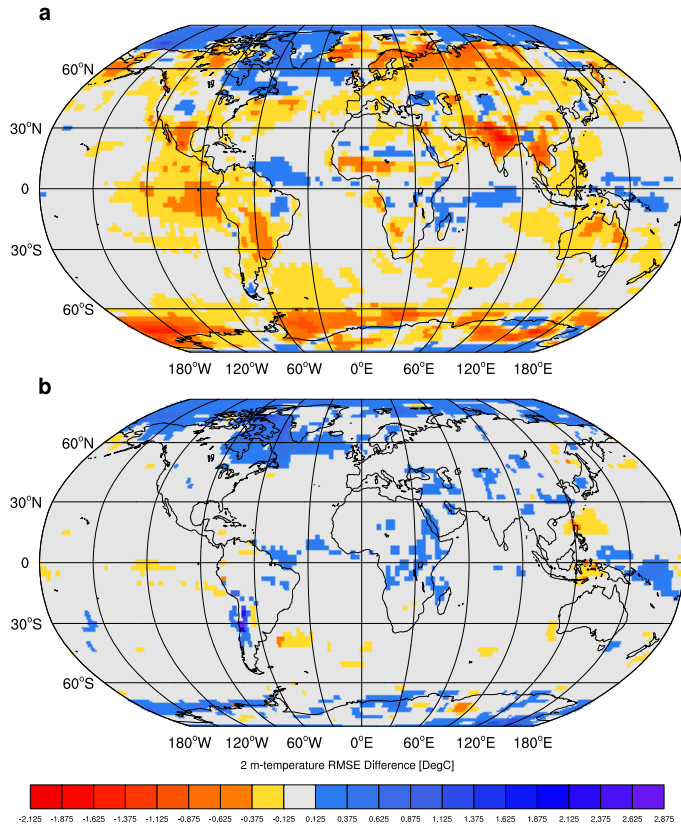 a
60°N
30°N
0
30°S
60°S
180°W 120°W 60°W 0°E 60°E 120°E 180°E
b
60°N
30°N
0
30°S
60°S
180°W 120°W 60°W 0°E 60°E 120°E 180°E
2 m-temperature RMSE Difference [DegC]
-2.125 -1.875 -1.625 -1.375 -1.125 -0.875 -0.625 -0.375 -0.125 0.125 0.375 0.625 0.875 1.125 1.375 1.625 1.875 2.125 2.375 2.625 2.875